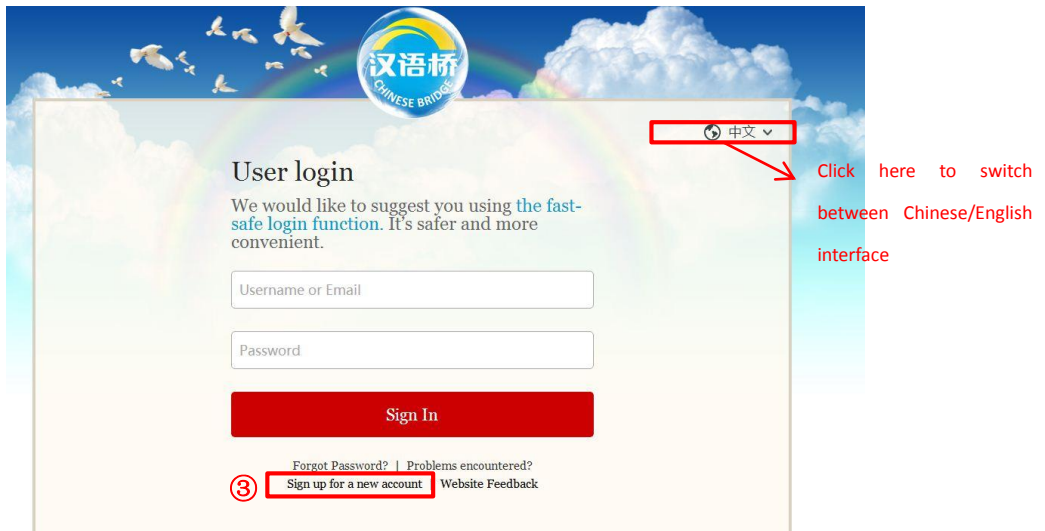 汉语桥
CHINESE BRIDGE
中文
User login
We would like to suggest you using the fast-
safe login function. It's safer and more
convenient.
Username or Email
Password
Sign In
Forgot Password? | Problems encountered?
③ Sign up for a new account | Website Feedback
Click here to switch
between Chinese/English
interface